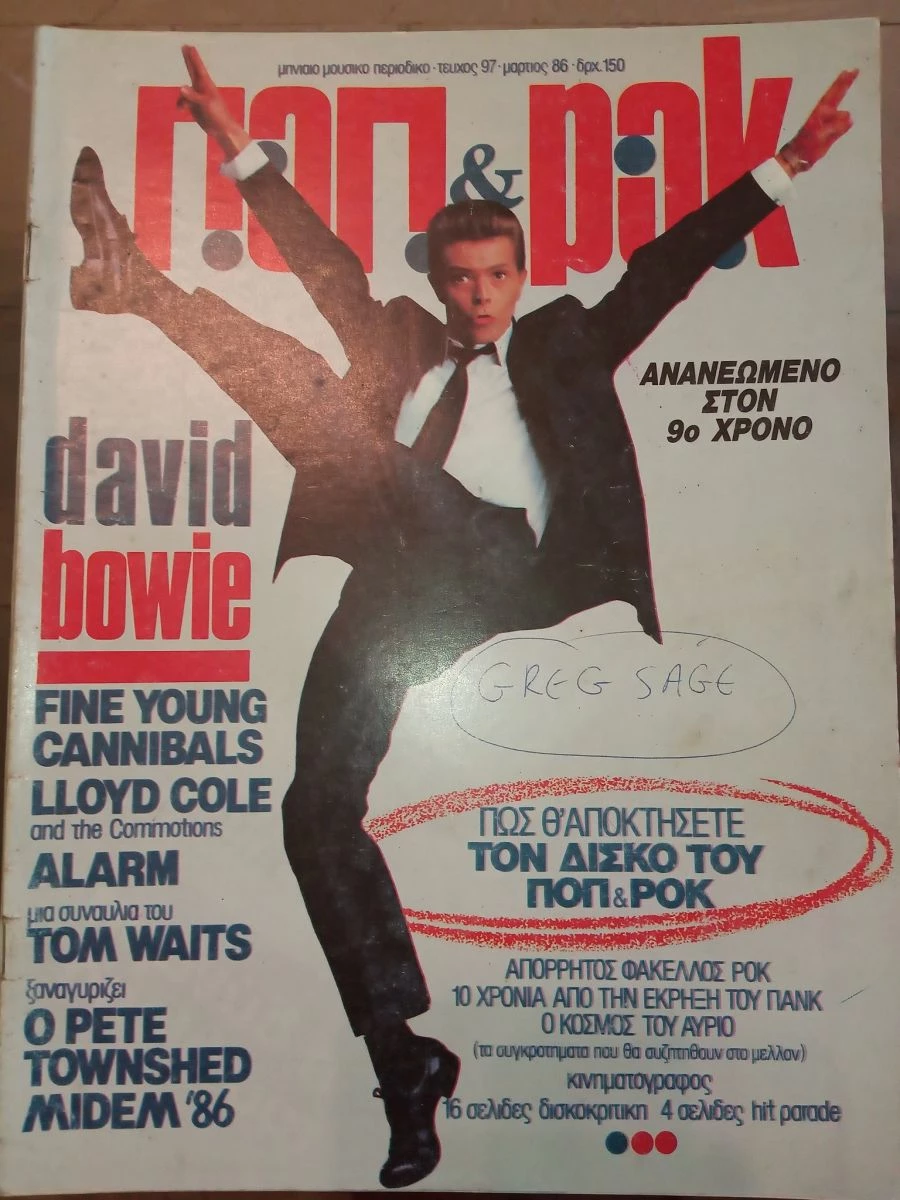 μηνιαιο μουσικο περιοδικο · τευχος 97 · μαρτιος 86 · δρχ. 150
ποπ & ροκ
ΑΝΑΝΕΩΜΕΝΟ
ΣΤΟΝ
9ο ΧΡΟΝΟ
david
bowie
FINE YOUNG
CANNIBALS
LLOYD COLE
and the Commotions
ALARM
μια συναυλια του
TOM WAITS
ξαναγυριζει
Ο PETE
TOWNSHED
MIDEM '86
GREG SAGE
ΠΩΣ Θ'ΑΠΟΚΤΗΣΕΤΕ
ΤΟΝ ΔΙΣΚΟ ΤΟΥ
ΠΟΠ & ΡΟΚ
ΑΠΟΡΡΗΤΟΣ ΦΑΚΕΛΛΟΣ ΡΟΚ
10 ΧΡΟΝΙΑ ΑΠΟ ΤΗΝ ΕΚΡΗΞΗ ΤΟΥ ΠΑΝΚ
Ο ΚΟΣΜΟΣ ΤΟΥ ΑΥΡΙΟ
(τα συγκροτηματα που θα συζητηθουν στο μελλον)
κινηματογραφος
16 σελιδες δισκοκριτικη 4 σελιδες hit parade